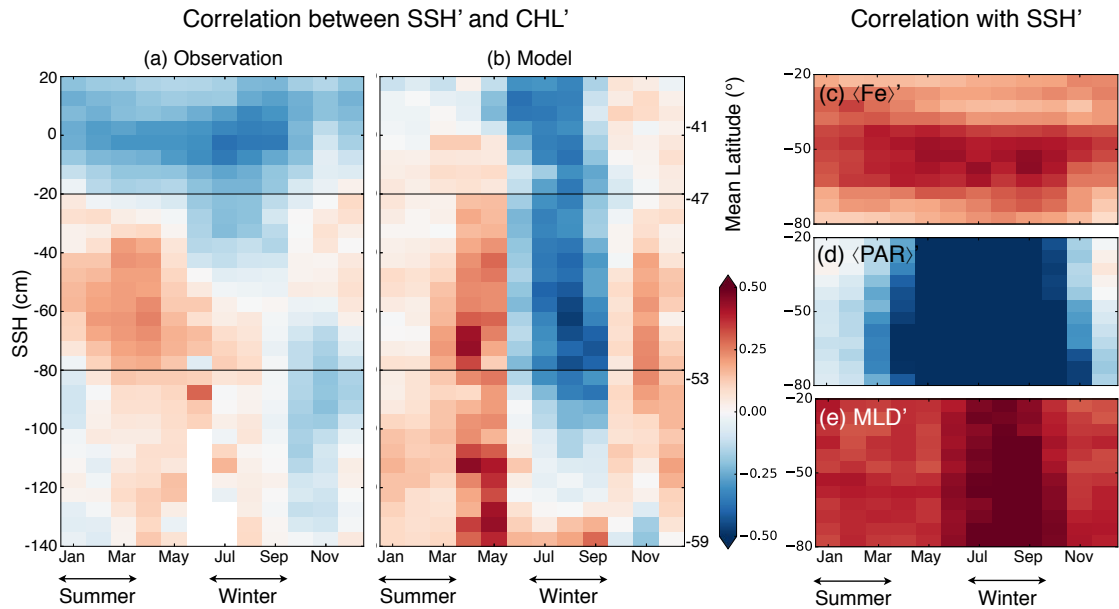 Correlation between SSH' and CHL'
Correlation with SSH'
(a) Observation
(b) Model
20
0
-20
-40
-60
-80
-100
-120
-140
SSH (cm)
Jan Mar May Jul Sep Nov
Summer Winter
Jan Mar May Jul Sep Nov
Summer Winter
-41
-47
-53
-59
Mean Latitude (°)
0.50
0.25
0.00
−0.25
−0.50
(c) ⟨Fe⟩'
−20
−50
−80
(d) ⟨PAR⟩'
−20
−50
−80
(e) MLD'
−20
−50
−80
Jan Mar May Jul Sep Nov
Summer Winter